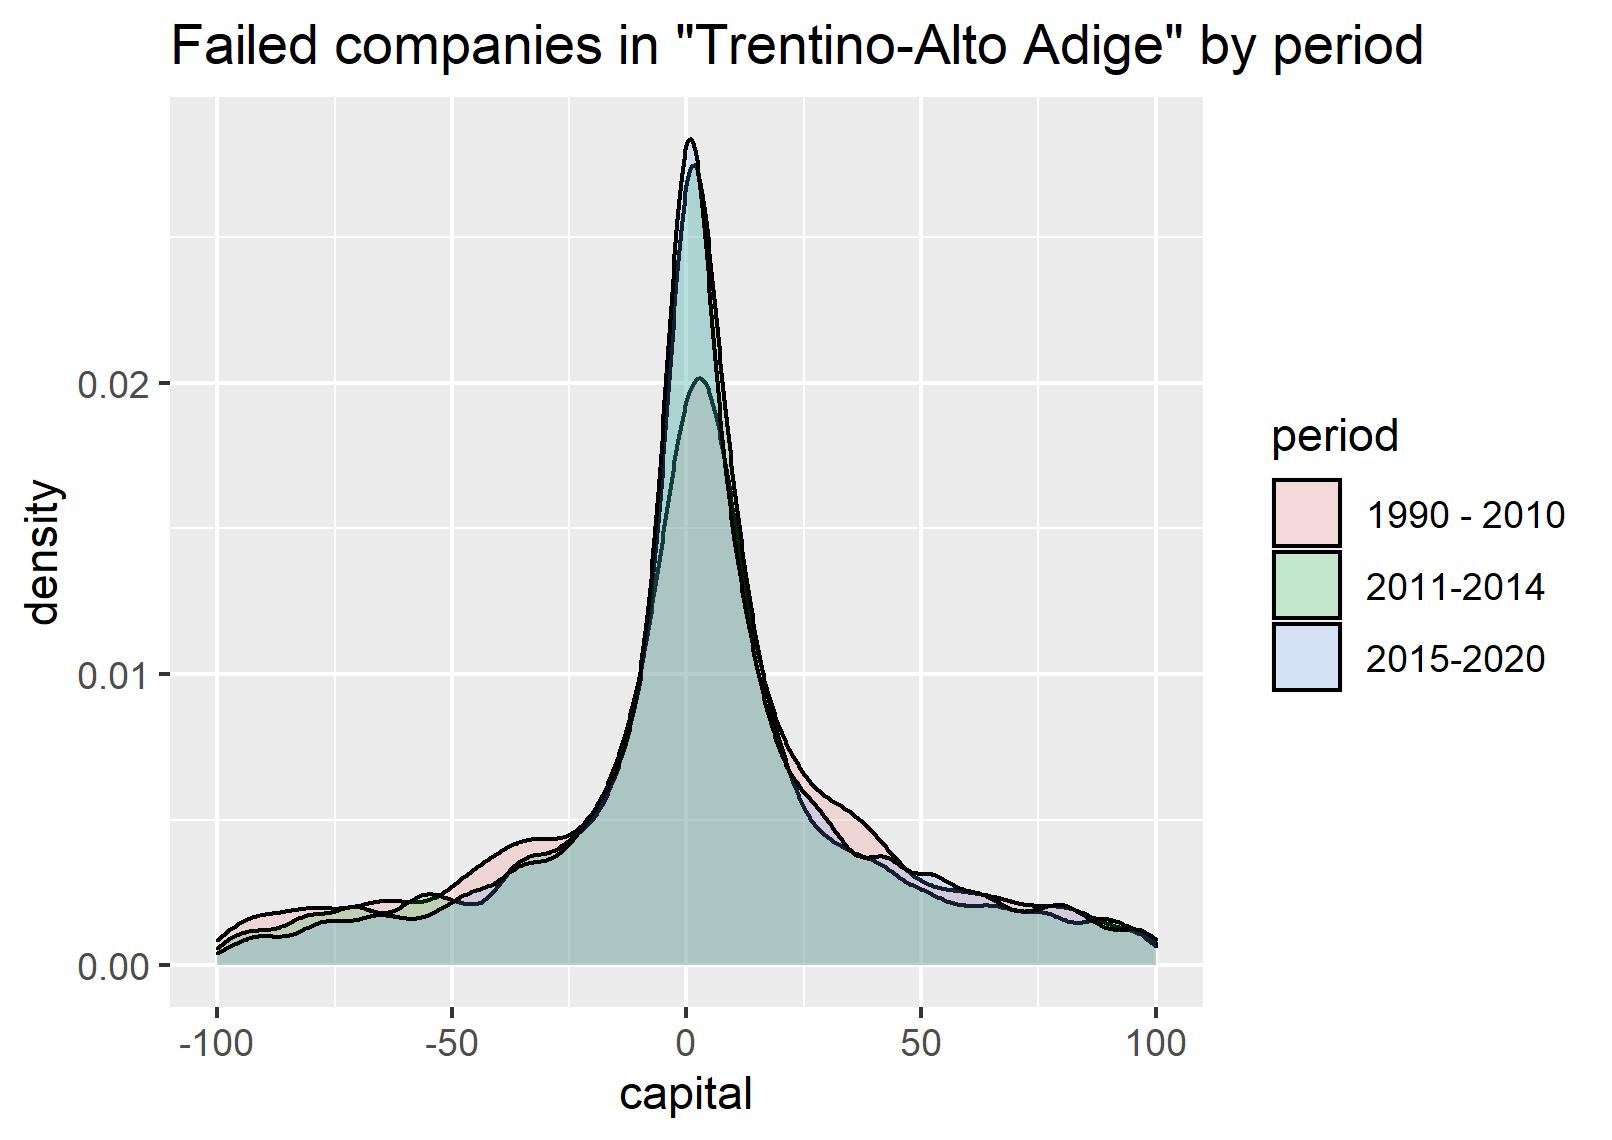 Failed companies in "Trentino-Alto Adige" by period
density
0.02
0.01
0.00
-100 -50 0 50 100
capital
period
1990 - 2010
2011-2014
2015-2020